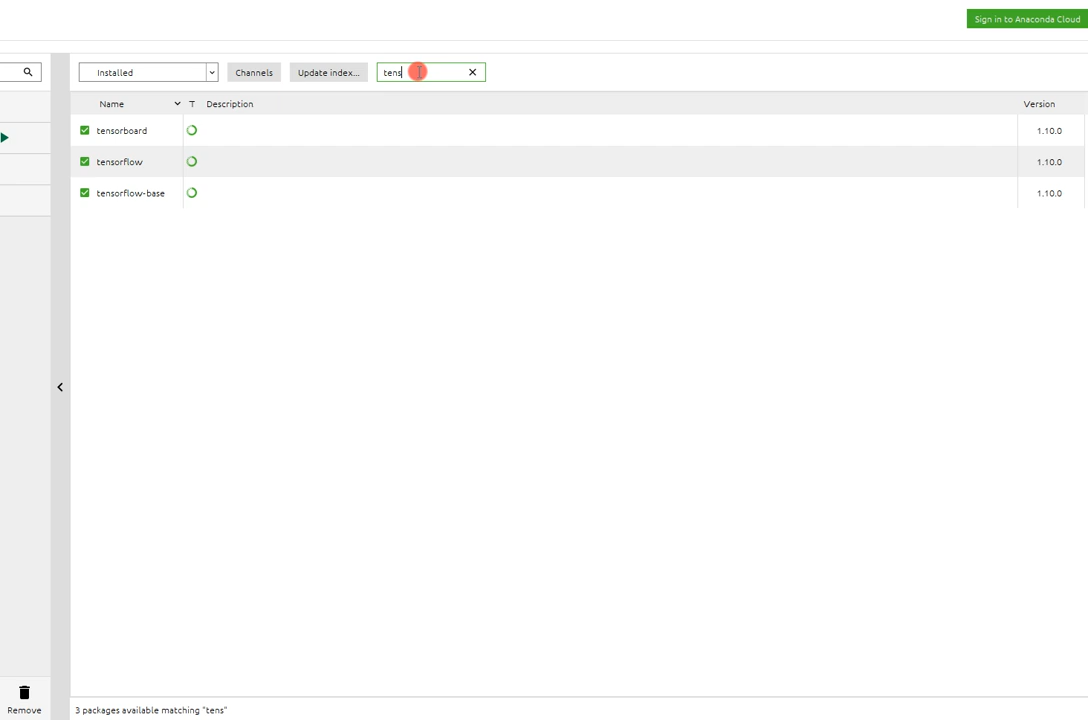 Sign in to Anaconda Cloud
Installed
Channels
Update index...
tens
Name
T
Description
Version
tensorboard
1.10.0
tensorflow
1.10.0
tensorflow-base
1.10.0
Remove
3 packages available matching "tens"